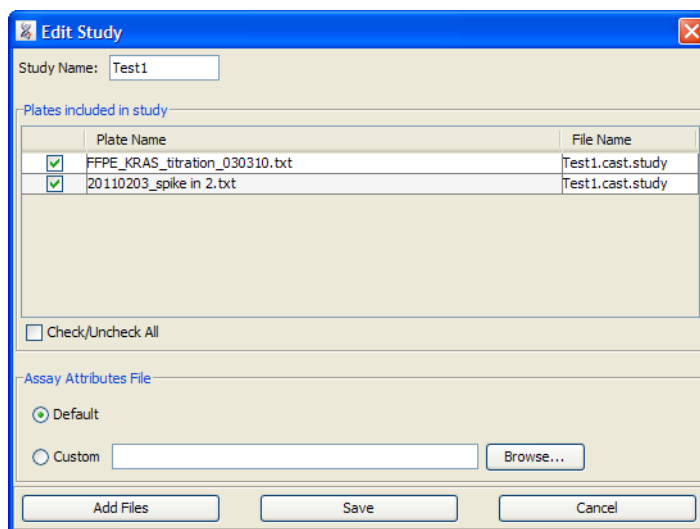 Edit Study
Study Name: Test1
Plates included in study
Plate Name File Name
FFPE_KRAS_titration_030310.txt Test1.cast.study
20110203_spike in 2.txt Test1.cast.study
Check/Uncheck All
Assay Attributes File
Default
Custom Browse...
Add Files Save Cancel